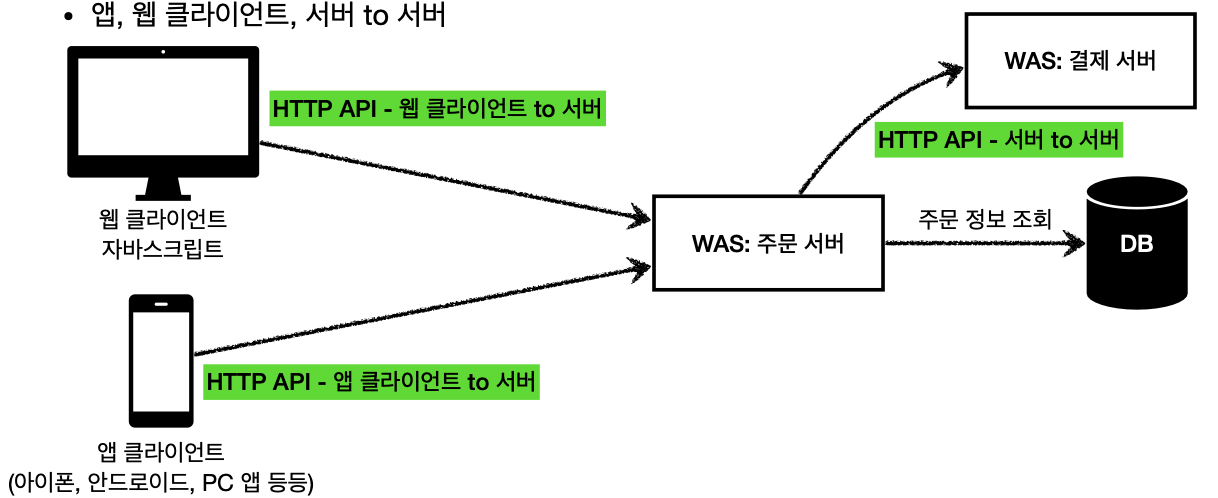 • 앱, 웹 클라이언트, 서버 to 서버
WAS: 결제 서버
HTTP API - 웹 클라이언트 to 서버
HTTP API - 서버 to 서버
웹 클라이언트
자바스크립트
WAS: 주문 서버
주문 정보 조회
DB
HTTP API - 앱 클라이언트 to 서버
앱 클라이언트
(아이폰, 안드로이드, PC 앱 등등)